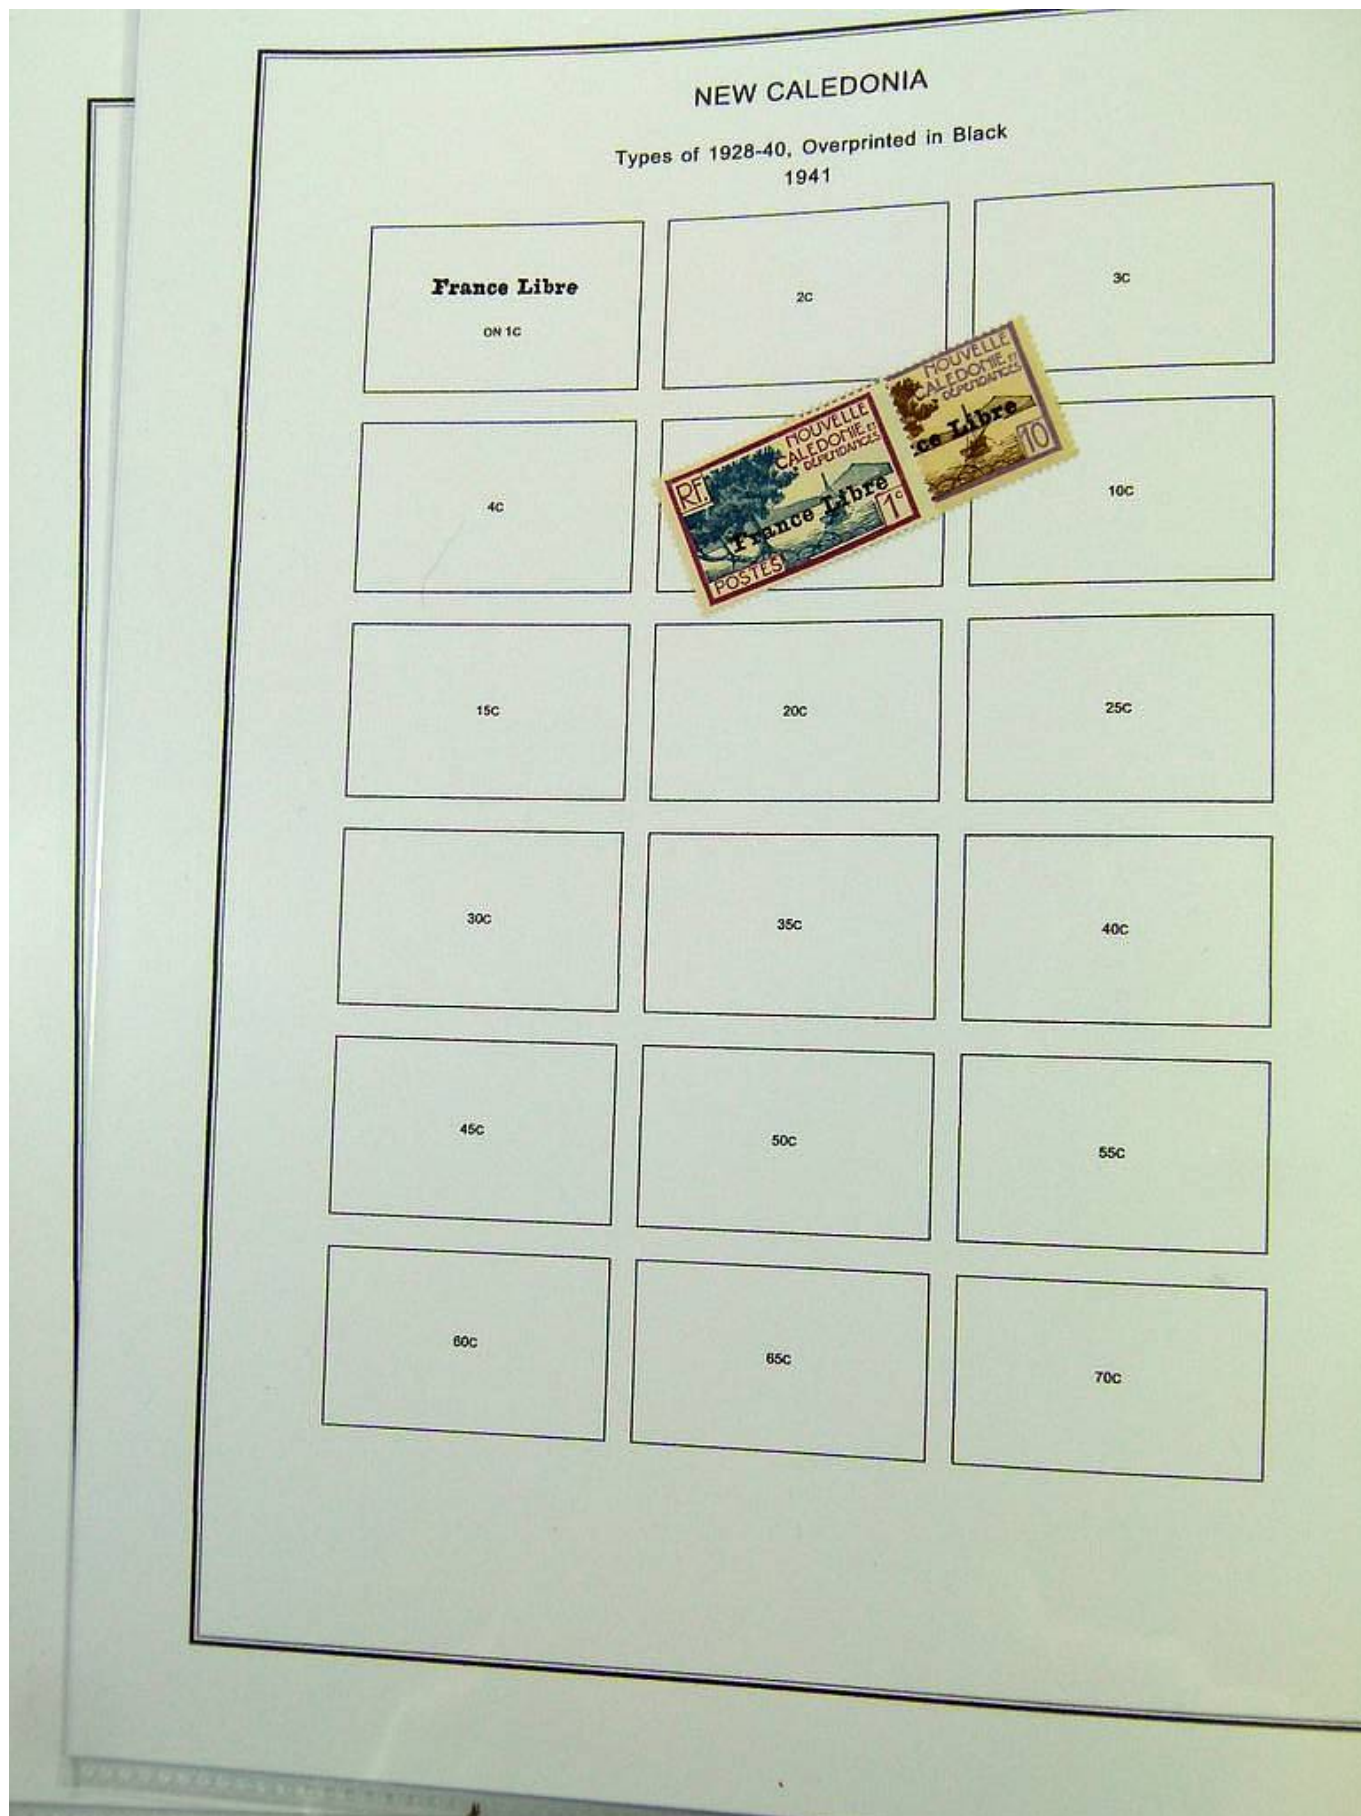 NEW CALEDONIA
Types of 1928-40, Overprinted in Black
1941
France Libre
ON 1C
2C
3C
4C
RF.
NOUVELLE
CALEDONIE ET
DEPENDANCES
France Libre
1c
POSTES
NOUVELLE
CALEDONIE ET
DEPENDANCES
ce Libre
10
10C
15C
20C
25C
30C
35C
40C
45C
50C
55C
60C
65C
70C